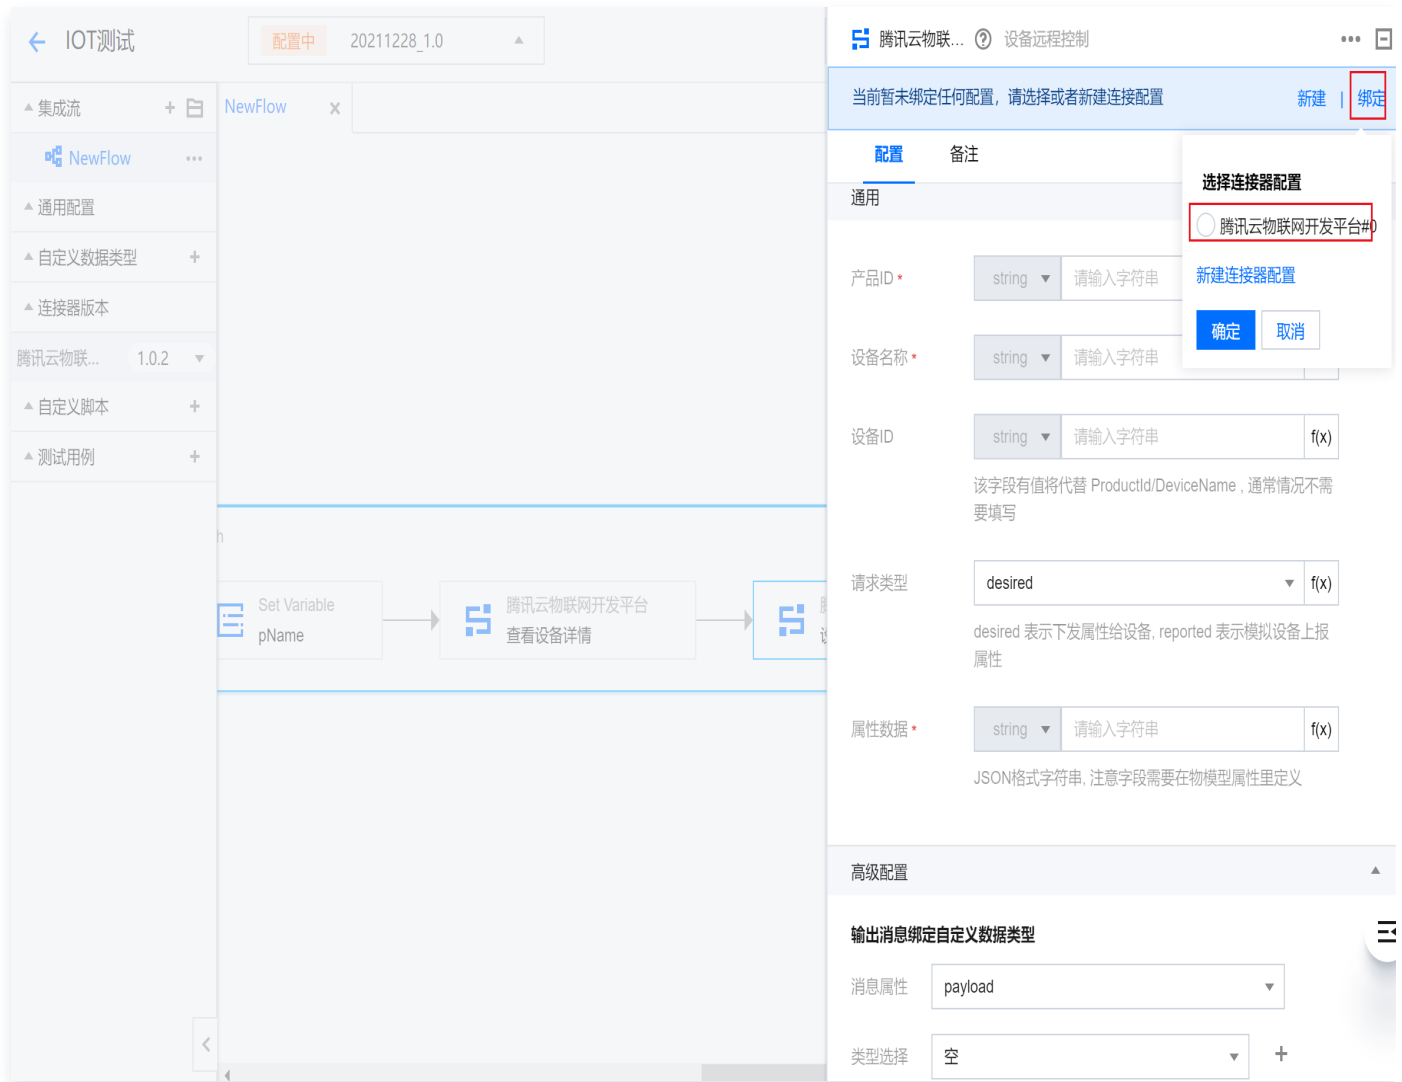 IOT测试
配置中 20211228_1.0
集成流
NewFlow
通用配置
自定义数据类型
连接器版本
腾讯云物联... 1.0.2
自定义脚本
测试用例
NewFlow
h
Set Variable
pName
腾讯云物联网开发平台
查看设备详情
腾讯云物联... 设备远程控制
当前暂未绑定任何配置，请选择或者新建连接配置 新建 | 绑定
配置 备注
选择连接器配置
腾讯云物联网开发平台#0
新建连接器配置
确定 取消
通用
产品ID * string 请输入字符串
设备名称 * string 请输入字符串
设备ID string 请输入字符串 f(x)
该字段有值将代替 ProductId/DeviceName , 通常情况不需
要填写
请求类型 desired f(x)
desired 表示下发属性给设备, reported 表示模拟设备上报
属性
属性数据 * string 请输入字符串 f(x)
JSON格式字符串, 注意字段需要在物模型属性里定义
高级配置
输出消息绑定自定义数据类型
消息属性 payload
类型选择 空